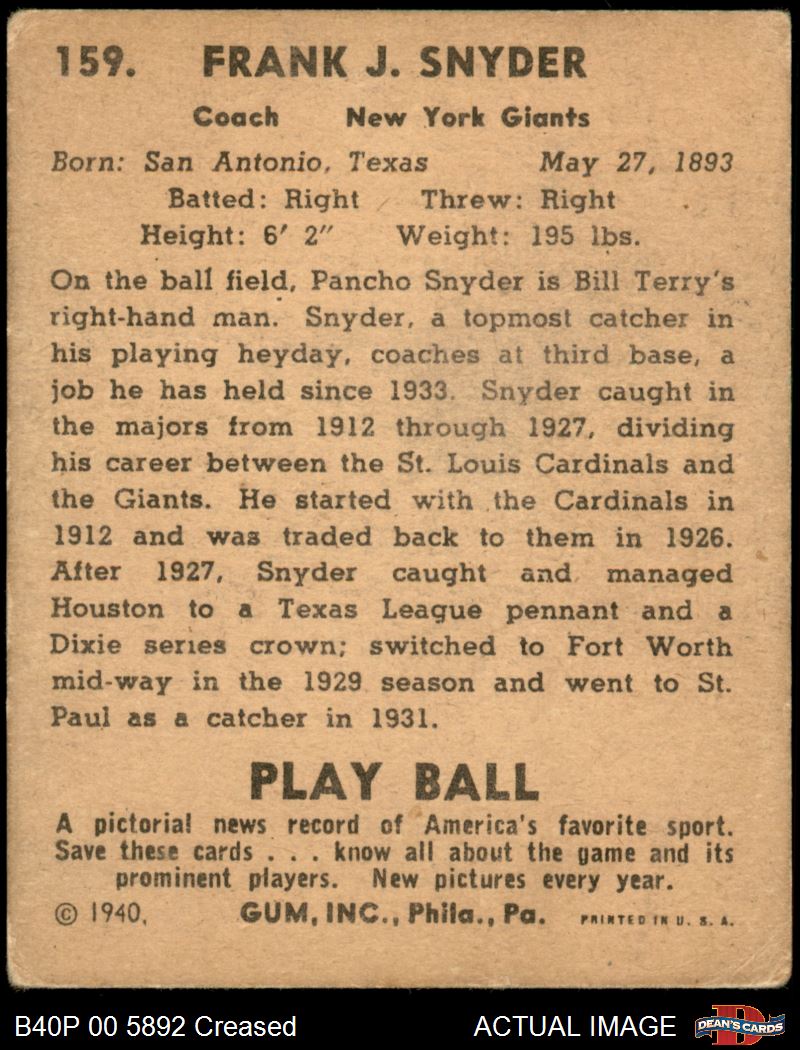 159. FRANK J. SNYDER
Coach New York Giants
Born: San Antonio, Texas May 27, 1893
Batted: Right Threw: Right
Height: 6' 2" Weight: 195 lbs.
On the ball field, Pancho Snyder is Bill Terry's
right-hand man. Snyder, a topmost catcher in
his playing heyday, coaches at third base, a
job he has held since 1933. Snyder caught in
the majors from 1912 through 1927, dividing
his career between the St. Louis Cardinals and
the Giants. He started with the Cardinals in
1912 and was traded back to them in 1926.
After 1927, Snyder caught and managed
Houston to a Texas League pennant and a
Dixie series crown; switched to Fort Worth
mid-way in the 1929 season and went to St.
Paul as a catcher in 1931.
PLAY BALL
A pictorial news record of America's favorite sport.
Save these cards . . . know all about the game and its
prominent players. New pictures every year.
© 1940, GUM, INC., Phila., Pa. PRINTED IN U. S. A.
B40P 00 5892 Creased ACTUAL IMAGE DEAN'S CARDS